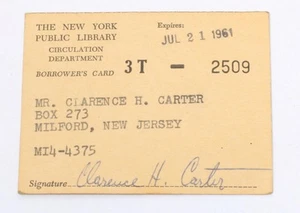 THE NEW YORK
PUBLIC LIBRARY
CIRCULATION
DEPARTMENT
BORROWER'S CARD
Expires:
JUL 21 1961
3T - 2509
MR. CLARENCE H. CARTER
BOX 273
MILFORD, NEW JERSEY
MI4-4375
Signature Clarence H. Carter